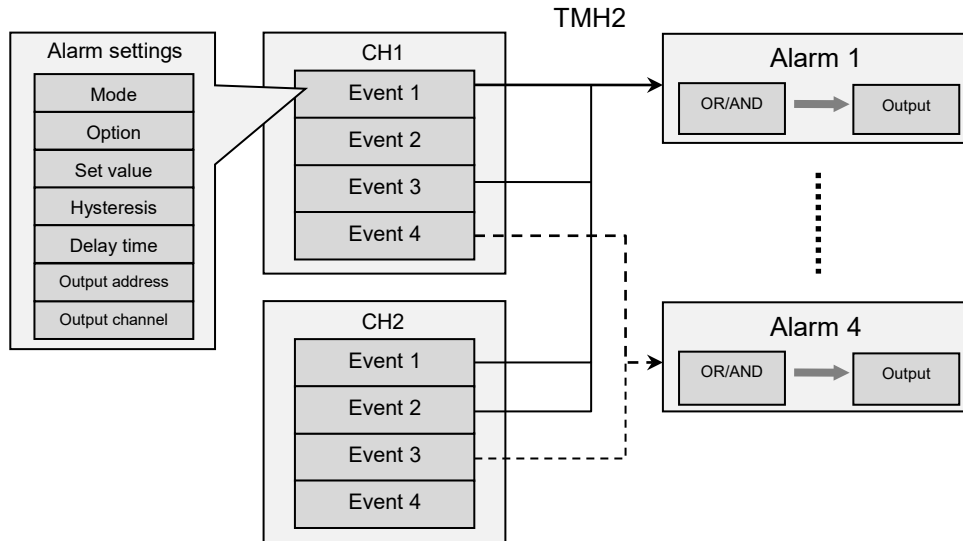 TMH2
Alarm settings
Mode
Option
Set value
Hysteresis
Delay time
Output address
Output channel
CH1
Event 1
Event 2
Event 3
Event 4
CH2
Event 1
Event 2
Event 3
Event 4
Alarm 1
OR/AND
Output
Alarm 4
OR/AND
Output